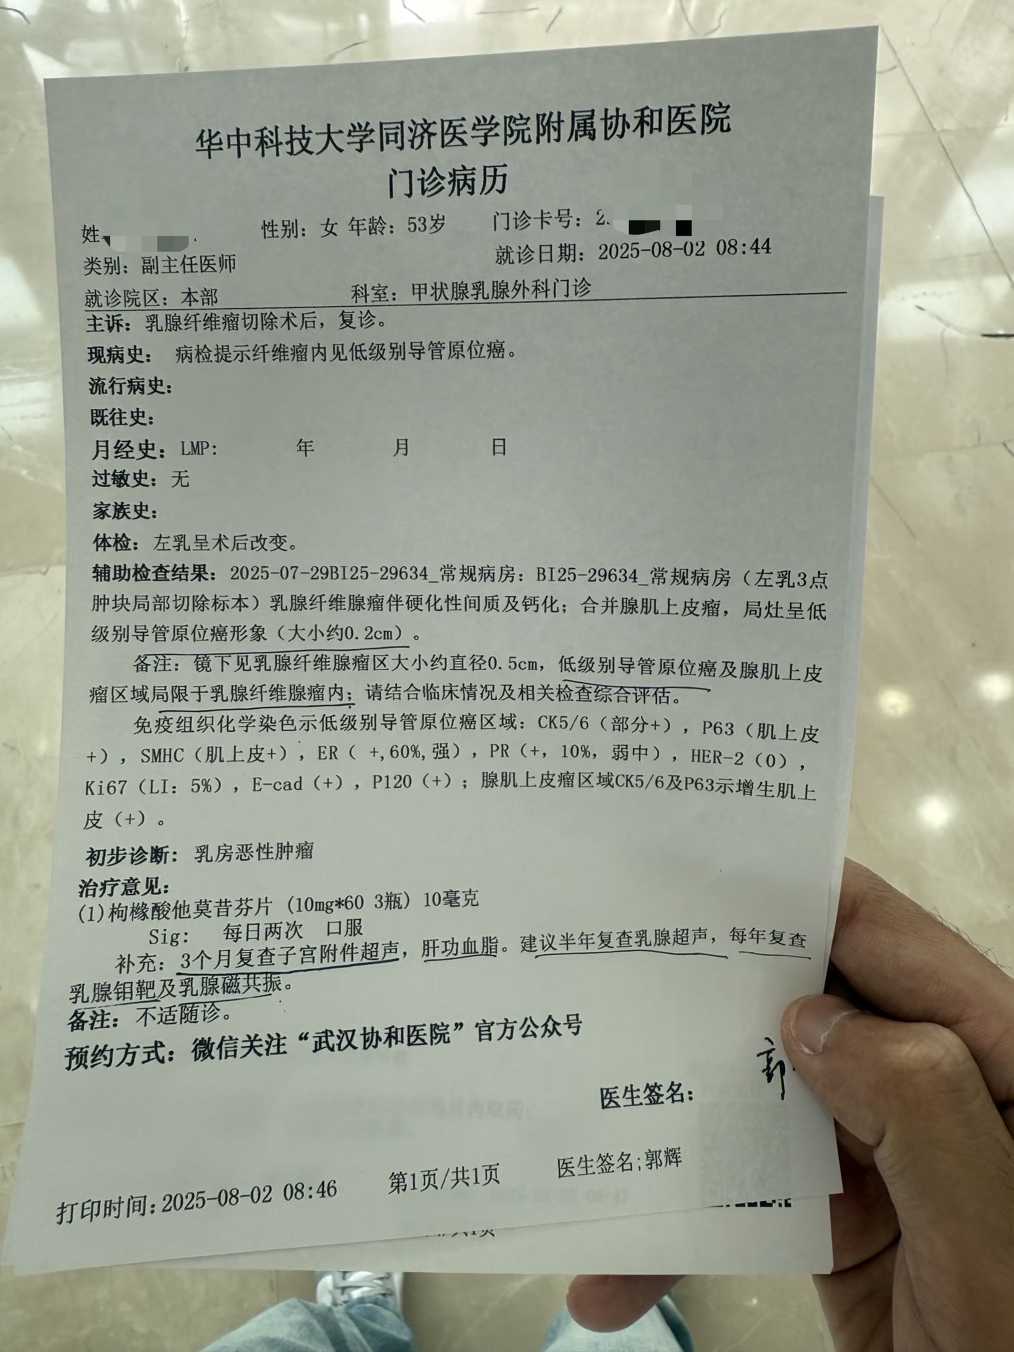 华中科技大学同济医学院附属协和医院
门诊病历
姓 性别: 女 年龄: 53岁 门诊卡号: 2
类别: 副主任医师 就诊日期: 2025-08-02 08:44
就诊院区: 本部 科室: 甲状腺乳腺外科门诊
主诉: 乳腺纤维瘤切除术后, 复诊。
现病史: 病检提示纤维瘤内见低级别导管原位癌。
流行病史:
既往史:
月经史: LMP: 年 月 日
过敏史: 无
家族史:
体检: 左乳呈术后改变。
辅助检查结果: 2025-07-29BI25-29634_常规病房: BI25-29634_常规病房 (左乳3点
肿块局部切除标本) 乳腺纤维腺瘤伴硬化性间质及钙化; 合并腺肌上皮瘤, 局灶呈低
级别导管原位癌形象 (大小约0.2cm) 。
备注: 镜下见乳腺纤维腺瘤区大小约直径0.5cm, 低级别导管原位癌及腺肌上皮
瘤区域局限于乳腺纤维腺瘤内; 请结合临床情况及相关检查综合评估。
免疫组织化学染色示低级别导管原位癌区域: CK5/6 (部分+) , P63 (肌上皮
+) , SMHC (肌上皮+) , ER ( +,60%,强) , PR (+, 10%, 弱中) , HER-2 (0) ,
Ki67 (LI: 5%) , E-cad (+) , P120 (+) ; 腺肌上皮瘤区域CK5/6及P63示增生肌上
皮 (+) 。
初步诊断: 乳房恶性肿瘤
治疗意见:
(1)枸橼酸他莫昔芬片 (10mg*60 3瓶) 10毫克
Sig: 每日两次 口服
补充: 3个月复查子宫附件超声, 肝功血脂。建议半年复查乳腺超声, 每年复查
乳腺钼靶及乳腺磁共振。
备注: 不适随诊。
预约方式: 微信关注“武汉协和医院”官方公众号
医生签名: 郭
医生签名;郭辉
打印时间:2025-08-02 08:46 第1页/共1页